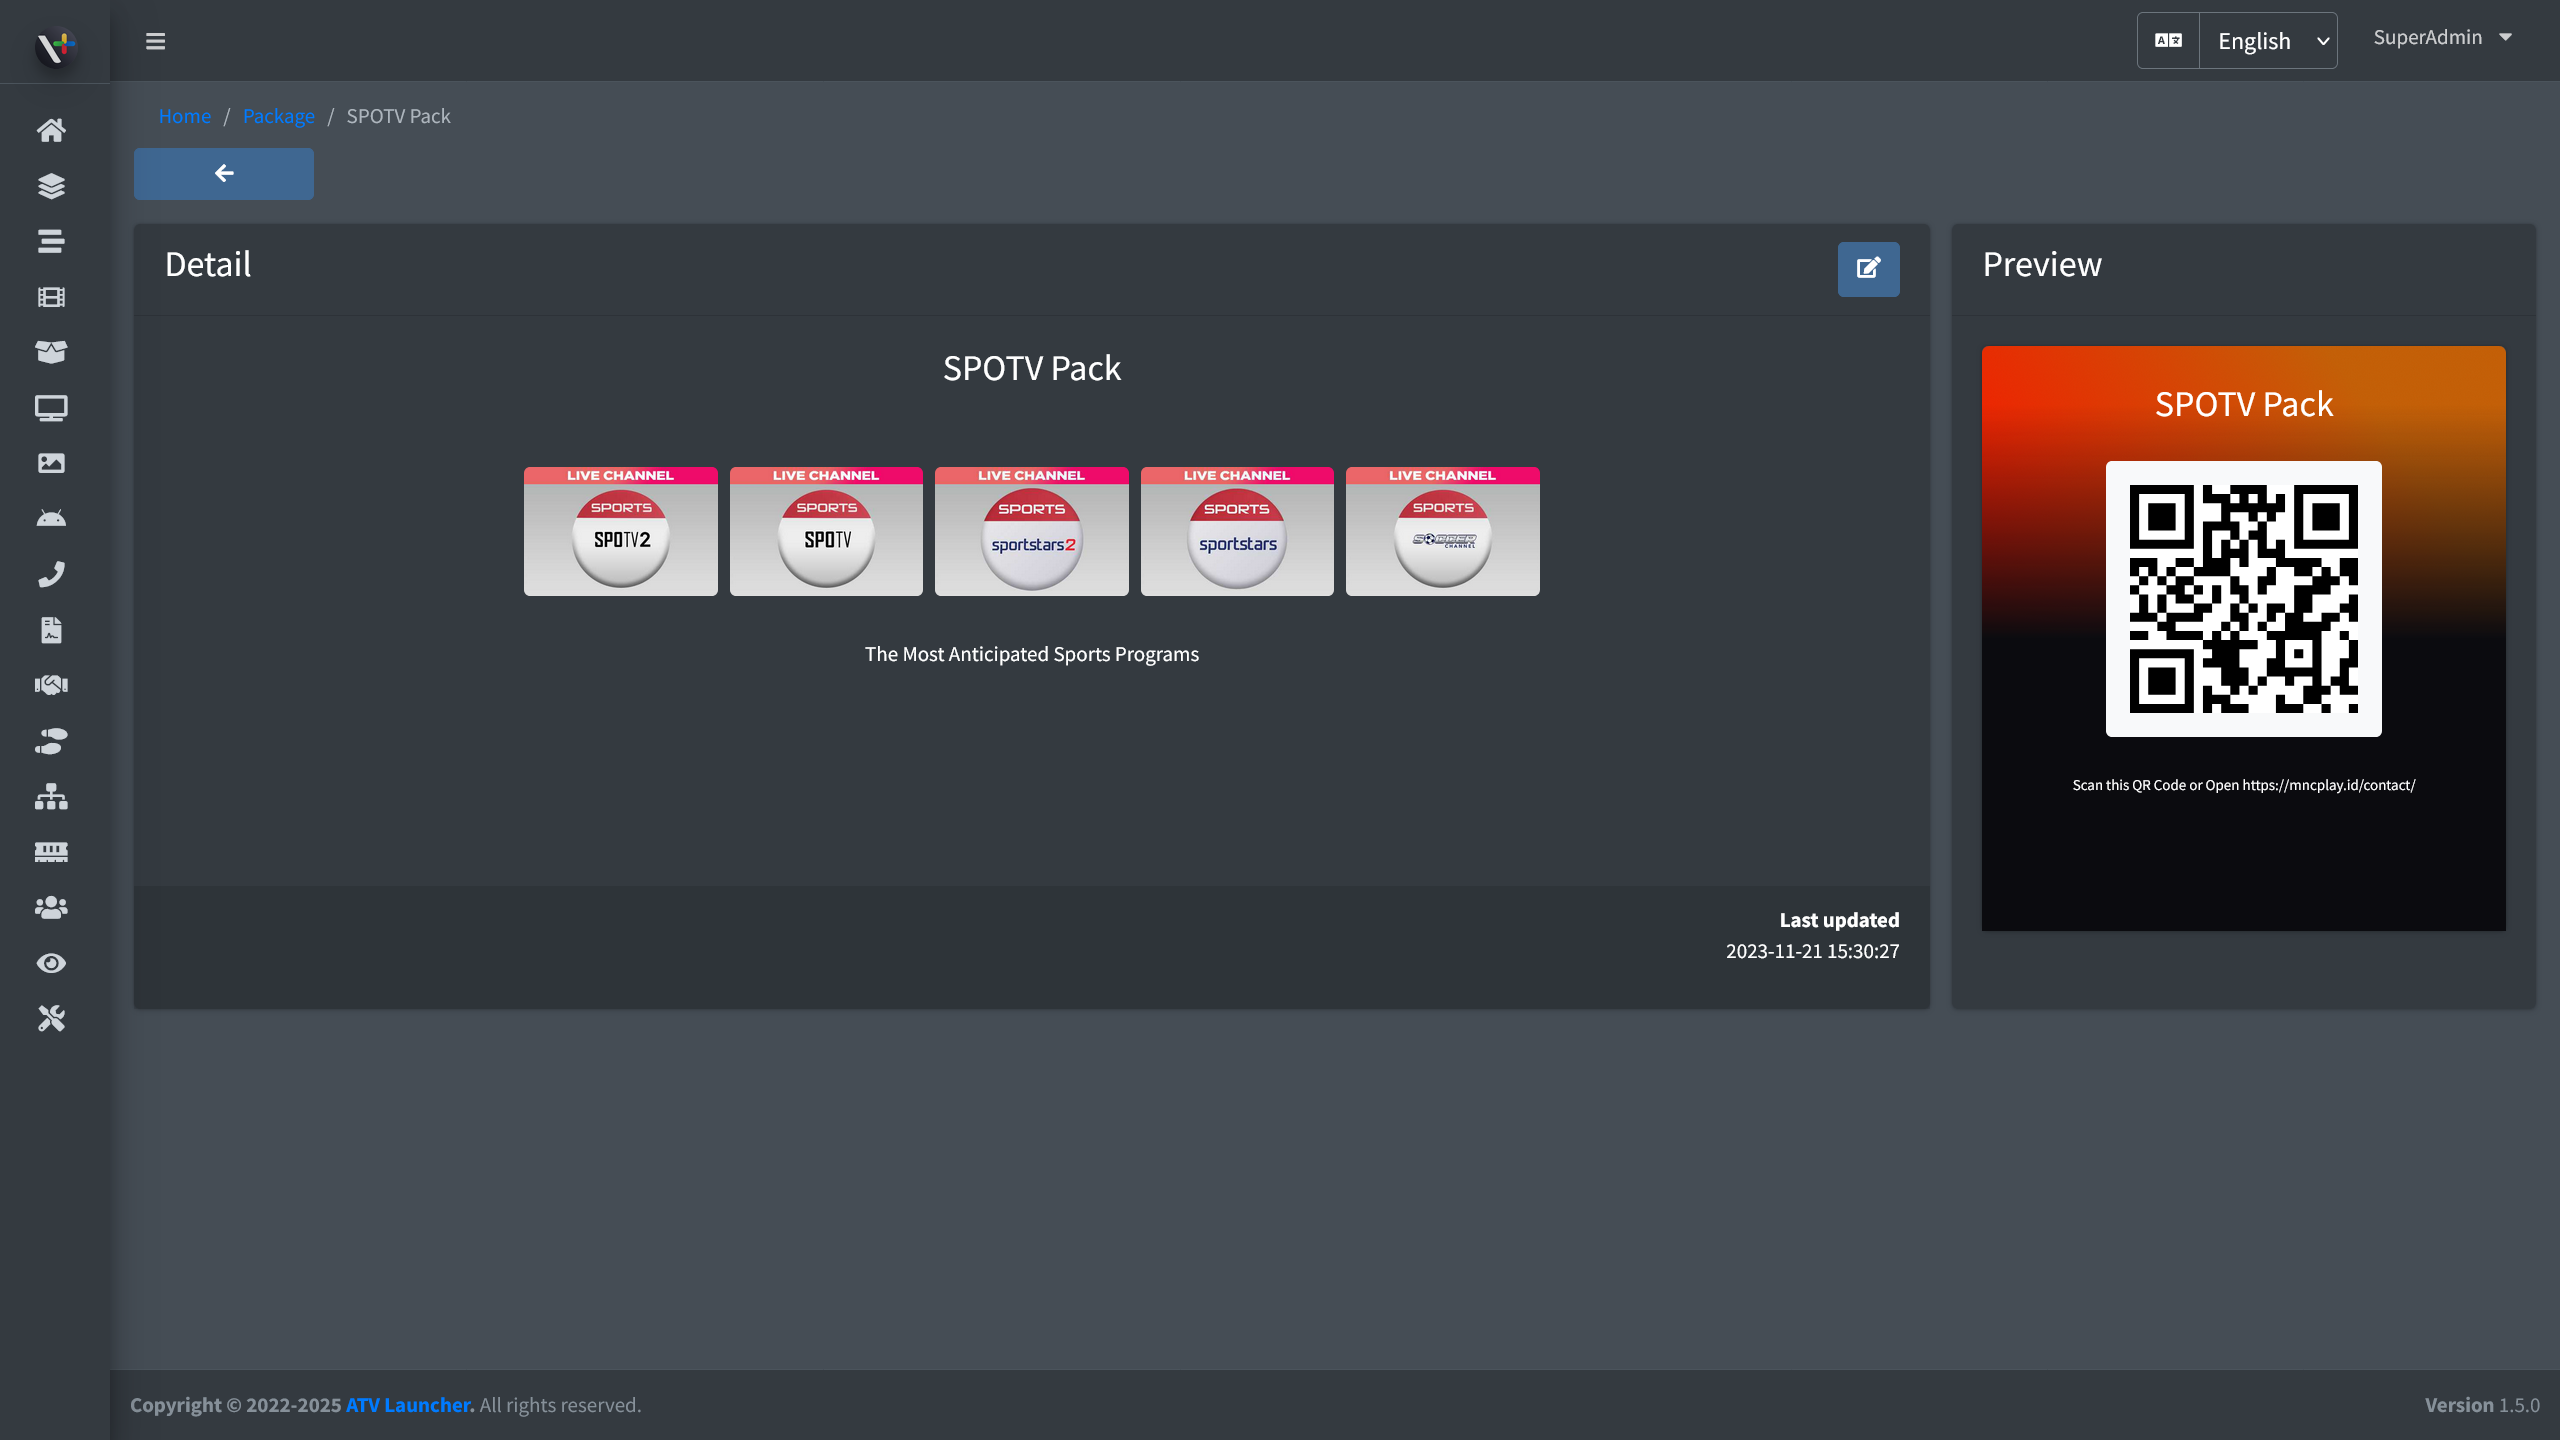 English
SuperAdmin
Home / Package / SPOTV Pack
Detail
SPOTV Pack
LIVE CHANNEL
SPORTS
SPOTV2
LIVE CHANNEL
SPORTS
SPOTV
LIVE CHANNEL
SPORTS
sportstars2
LIVE CHANNEL
SPORTS
sportstars
LIVE CHANNEL
SPORTS
SOCCER
CHANNEL
The Most Anticipated Sports Programs
Last updated
2023-11-21 15:30:27
Preview
SPOTV Pack
Scan this QR Code or Open https://mncplay.id/contact/
Copyright © 2022-2025 ATV Launcher. All rights reserved.
Version 1.5.0